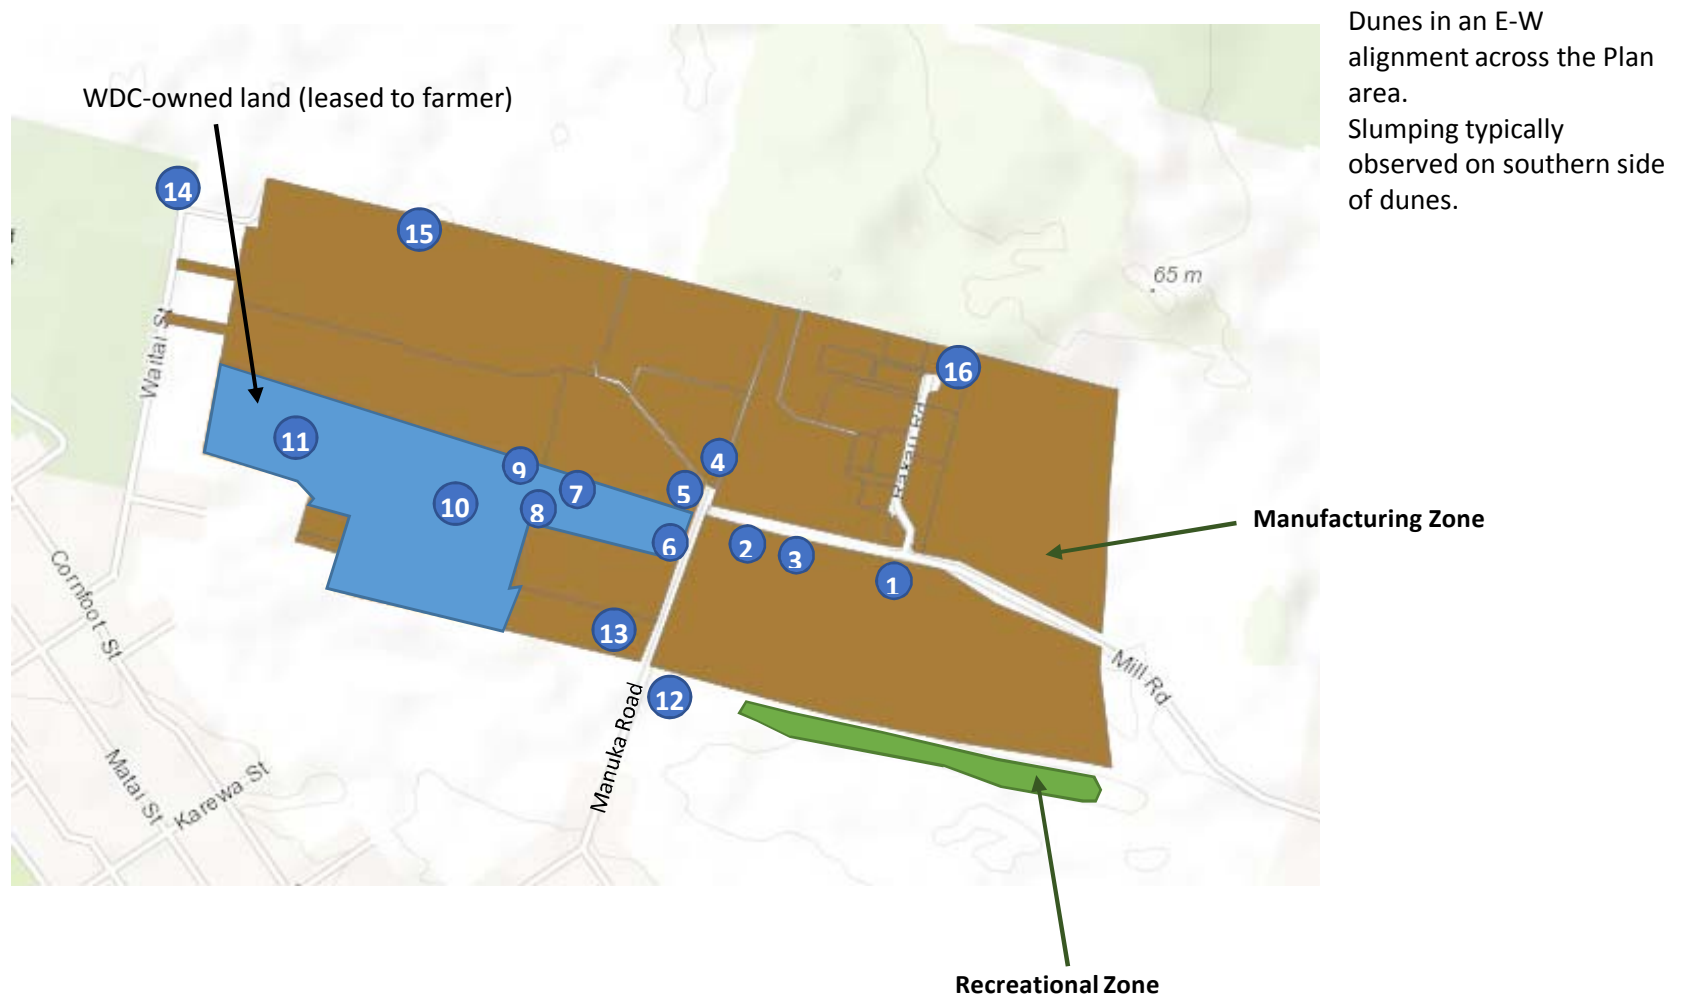 Dunes in an E-W
alignment across the Plan
area.
Slumping typically
observed on southern side
of dunes.
WDC-owned land (leased to farmer)
14
15
65 m
16
Waitai St
11
9
7
4
5
10
8
6
2
3
1
Manufacturing Zone
Cornfoot St
13
12
Mill Rd
Manuka Road
Matai St
Karewa St
Recreational Zone